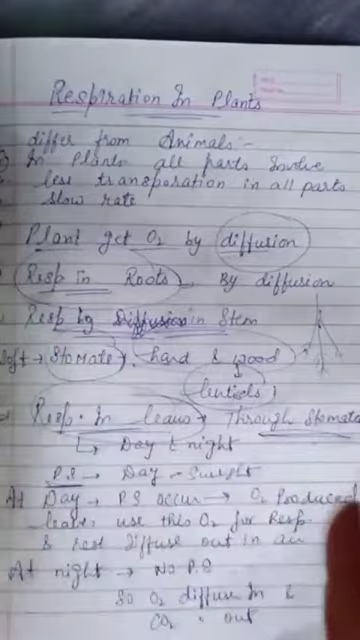 Respiration In Plants
differ from Animals:-
In Plants all parts Involve
less transporation in all parts
slow rate
Plant get O2 by diffusion
Resp in Roots, By diffusion
Resp by Diffusion in Stem
Soft → Stomate, hard & wood
lenticels
Resp. In leaves → Through Stomata
Day & night
P.S → Day - Sunlight
At Day → P.S occur → O2 Produced
leaves use this O2 for Resp
& rest diffuse out in air
At night → No P.S
So O2 diffuse In &
CO2 " out